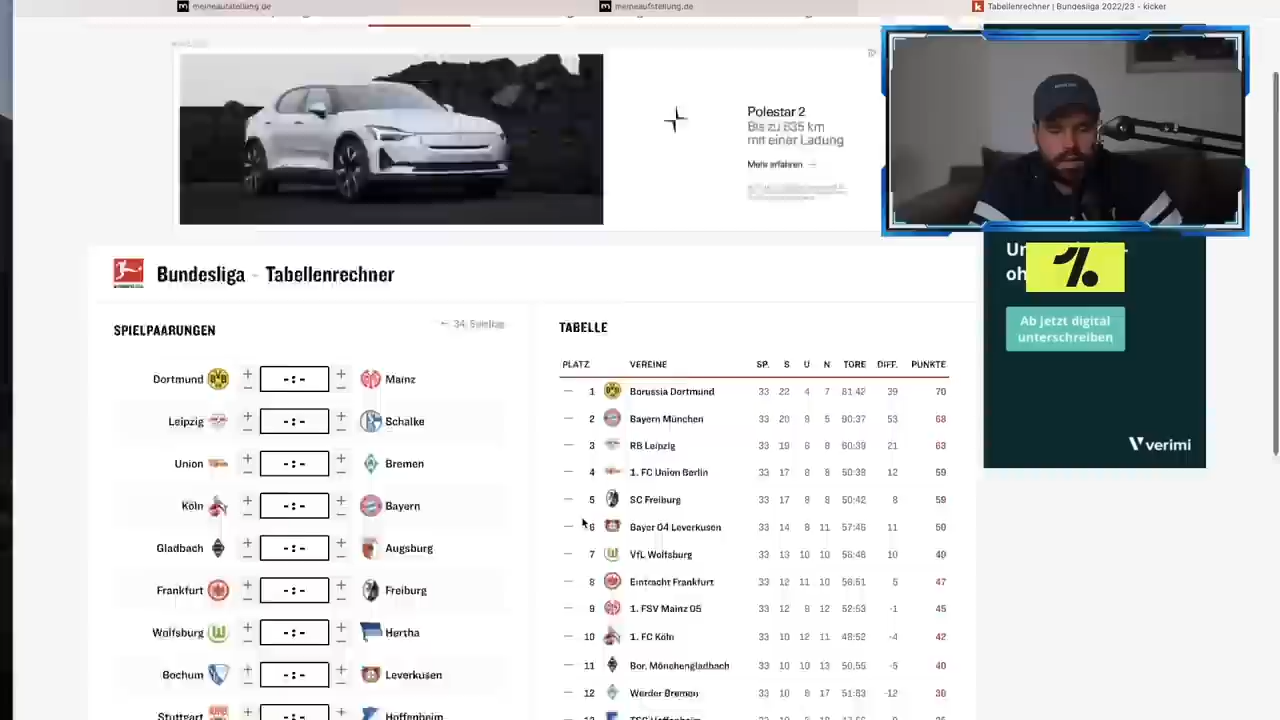 meineaufstellung.de
meineaufstellung.de
Tabellenrechner | Bundesliga 2022/23 - kicker
Polestar 2
Bis zu 635 km
mit einer Ladung
Mehr erfahren →
Bundesliga - Tabellenrechner
SPIELPAARUNGEN
← 34. Spieltag
Dortmund + - -:- + - Mainz
Leipzig + - -:- + - Schalke
Union + - -:- + - Bremen
Köln + - -:- + - Bayern
Gladbach + - -:- + - Augsburg
Frankfurt + - -:- + - Freiburg
Wolfsburg + - -:- + - Hertha
Bochum + - -:- + - Leverkusen
Stuttgart Hoffenheim
TABELLE
PLATZ VEREINE SP. S U N TORE DIFF. PUNKTE
— 1 Borussia Dortmund 33 22 4 7 81:42 39 70
— 2 Bayern München 33 20 8 5 90:37 53 68
— 3 RB Leipzig 33 19 6 8 60:39 21 63
— 4 1. FC Union Berlin 33 17 8 8 50:38 12 59
— 5 SC Freiburg 33 17 8 8 50:42 8 59
— 6 Bayer 04 Leverkusen 33 14 8 11 57:46 11 50
— 7 VfL Wolfsburg 33 13 10 10 56:46 10 49
— 8 Eintracht Frankfurt 33 12 11 10 56:51 5 47
— 9 1. FSV Mainz 05 33 12 9 12 52:53 -1 45
— 10 1. FC Köln 33 10 12 11 48:52 -4 42
— 11 Bor. Mönchengladbach 33 10 10 13 50:55 -5 40
— 12 Werder Bremen 33 10 6 17 51:63 -12 36
TSG Hoffenheim
Un
oh
1.
Ab jetzt digital
unterschreiben
verimi